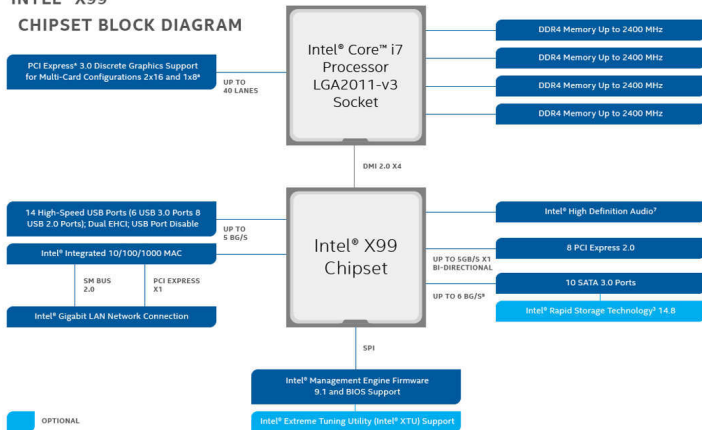 INTEL® X99
CHIPSET BLOCK DIAGRAM
PCI Express* 3.0 Discrete Graphics Support
for Multi-Card Configurations 2x16 and 1x8⁸
UP TO
40 LANES
Intel® Core™ i7
Processor
LGA2011-v3
Socket
DDR4 Memory Up to 2400 MHz
DDR4 Memory Up to 2400 MHz
DDR4 Memory Up to 2400 MHz
DDR4 Memory Up to 2400 MHz
DMI 2.0 X4
14 High-Speed USB Ports (6 USB 3.0 Ports 8
USB 2.0 Ports); Dual EHCI; USB Port Disable
UP TO
5 BG/S
Intel® Integrated 10/100/1000 MAC
SM BUS
2.0
PCI EXPRESS
X1
Intel® Gigabit LAN Network Connection
Intel® X99
Chipset
Intel® High Definition Audio⁷
UP TO 5GB/S X1
BI-DIRECTIONAL
8 PCI Express 2.0
UP TO 6 BG/S⁸
10 SATA 3.0 Ports
Intel® Rapid Storage Technology³ 14.8
SPI
Intel® Management Engine Firmware
9.1 and BIOS Support
Intel® Extreme Tuning Utility (Intel® XTU) Support
OPTIONAL